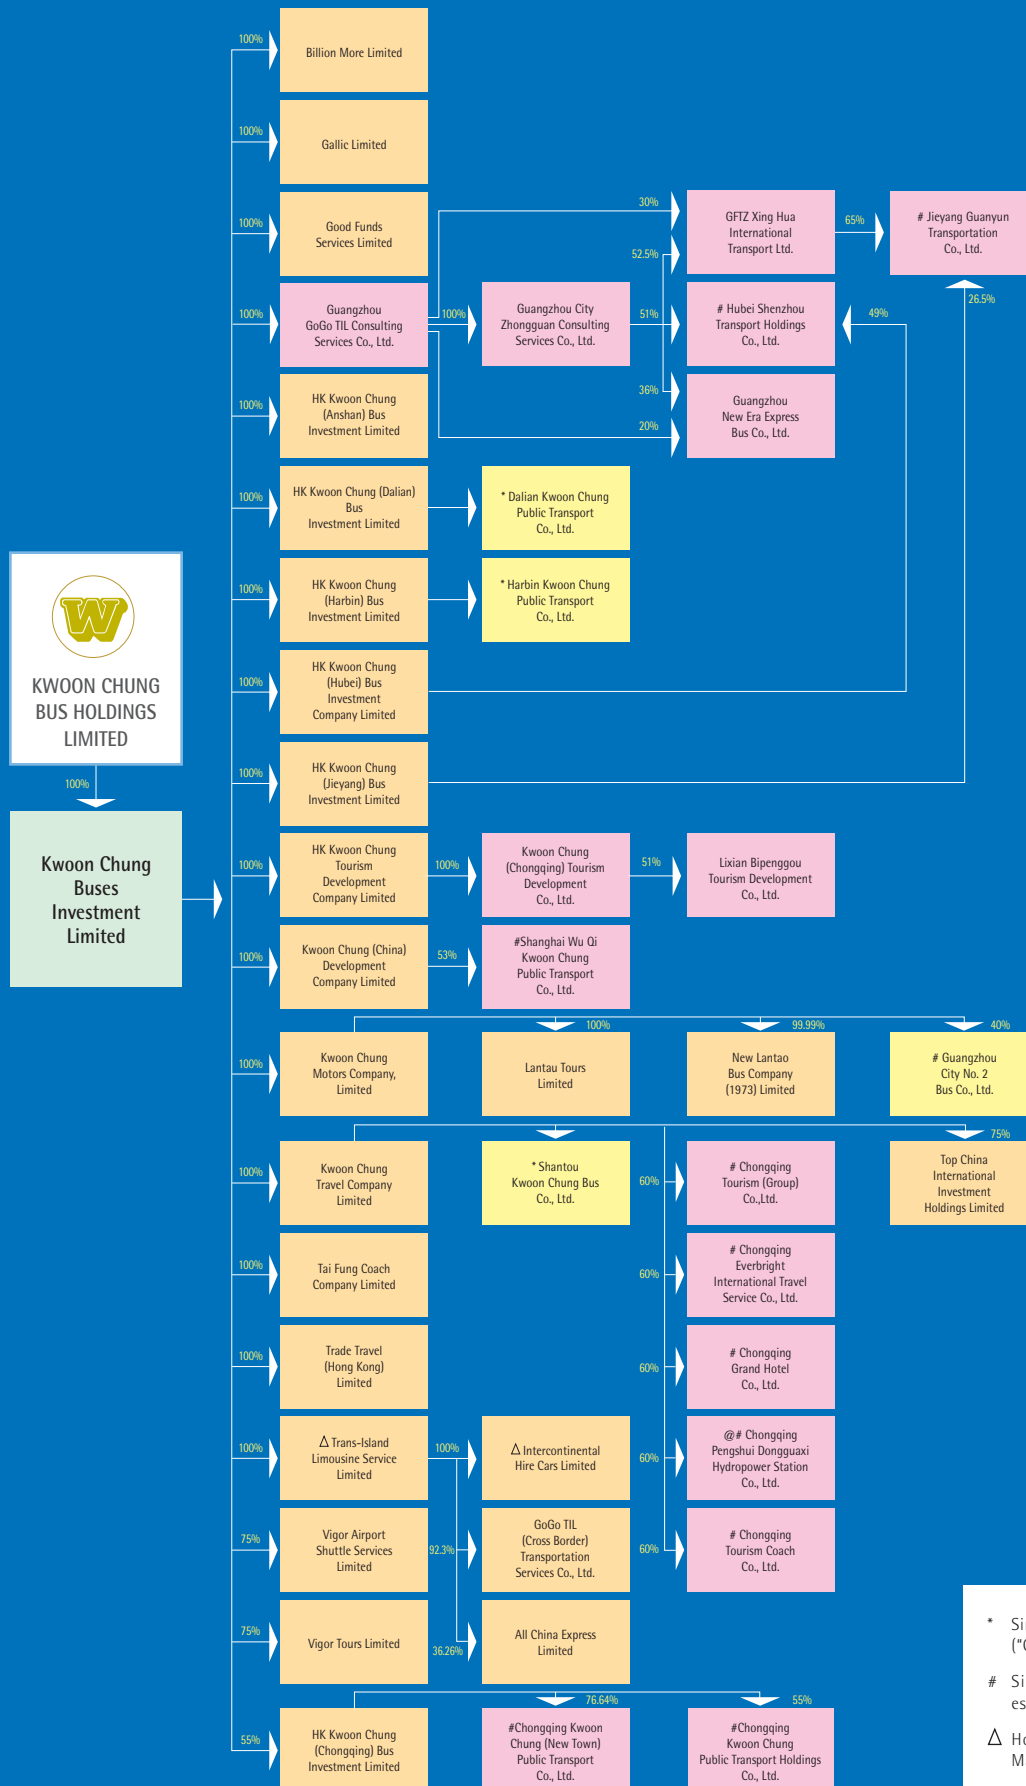 100%
Billion More Limited
100%
Gallic Limited
100%
Good Funds
Services Limited
30%
52.5%
GFTZ Xing Hua
International
Transport Ltd.
65%
# Jieyang Guanyun
Transportation
Co., Ltd.
26.5%
100%
Guangzhou
GoGo TIL Consulting
Services Co., Ltd.
100%
Guangzhou City
Zhongguan Consulting
Services Co., Ltd.
51%
# Hubei Shenzhou
Transport Holdings
Co., Ltd.
49%
100%
HK Kwoon Chung
(Anshan) Bus
Investment Limited
36%
20%
Guangzhou
New Era Express
Bus Co., Ltd.
100%
HK Kwoon Chung (Dalian)
Bus
Investment Limited
* Dalian Kwoon Chung
Public Transport
Co., Ltd.
100%
HK Kwoon Chung
(Harbin) Bus
Investment Limited
* Harbin Kwoon Chung
Public Transport
Co., Ltd.
W
KWOON CHUNG
BUS HOLDINGS
LIMITED
100%
Kwoon Chung
Buses
Investment
Limited
100%
HK Kwoon Chung
(Hubei) Bus
Investment
Company Limited
100%
HK Kwoon Chung
(Jieyang) Bus
Investment Limited
100%
HK Kwoon Chung
Tourism
Development
Company Limited
100%
Kwoon Chung
(Chongqing) Tourism
Development
Co., Ltd.
51%
Lixian Bipenggou
Tourism Development
Co., Ltd.
100%
Kwoon Chung (China)
Development
Company Limited
53%
#Shanghai Wu Qi
Kwoon Chung
Public Transport
Co., Ltd.
100%
Kwoon Chung
Motors Company,
Limited
100%
Lantau Tours
Limited
99.99%
New Lantao
Bus Company
(1973) Limited
40%
# Guangzhou
City No. 2
Bus Co., Ltd.
100%
Kwoon Chung
Travel Company
Limited
* Shantou
Kwoon Chung Bus
Co., Ltd.
60%
# Chongqing
Tourism (Group)
Co.,Ltd.
75%
Top China
International
Investment
Holdings Limited
100%
Tai Fung Coach
Company Limited
60%
# Chongqing
Everbright
International Travel
Service Co., Ltd.
100%
Trade Travel
(Hong Kong)
Limited
60%
# Chongqing
Grand Hotel
Co., Ltd.
100%
Δ Trans-Island
Limousine Service
Limited
100%
Δ Intercontinental
Hire Cars Limited
60%
@# Chongqing
Pengshui Dongguaxi
Hydropower Station
Co., Ltd.
75%
Vigor Airport
Shuttle Services
Limited
92.3%
GoGo TIL
(Cross Border)
Transportation
Services Co., Ltd.
60%
# Chongqing
Tourism Coach
Co., Ltd.
75%
Vigor Tours Limited
36.26%
All China Express
Limited
55%
HK Kwoon Chung
(Chongqing) Bus
Investment Limited
76.64%
#Chongqing Kwoon
Chung (New Town)
Public Transport
Co., Ltd.
55%
#Chongqing
Kwoon Chung
Public Transport Holdings
Co., Ltd.
*
#
es
Δ